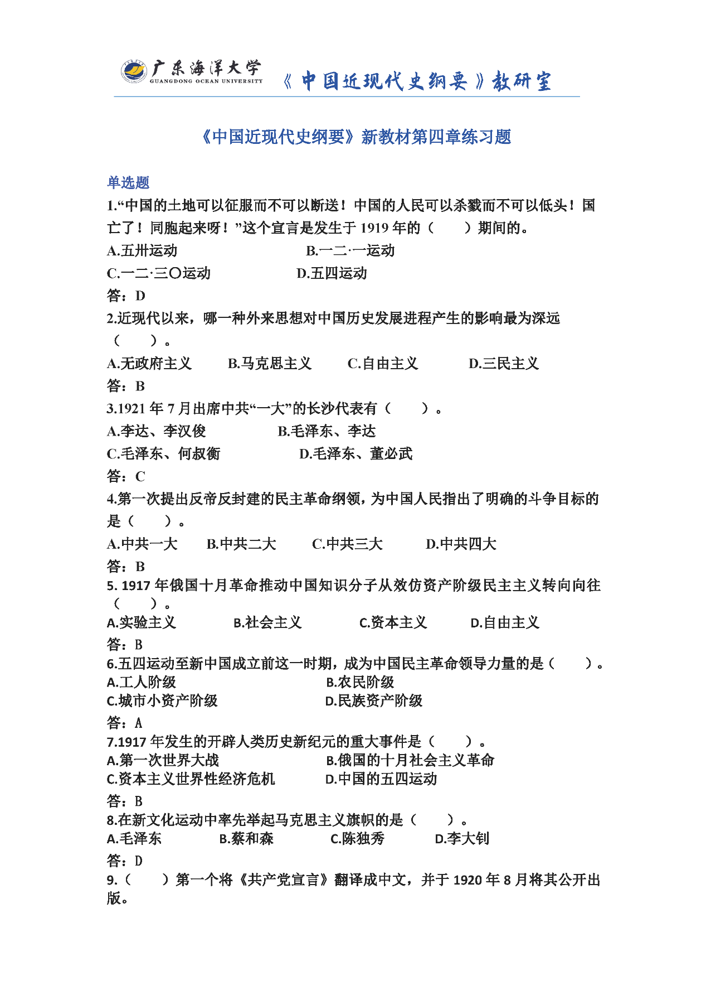 广东海洋大学
GUANGDONG OCEAN UNIVERSITY
《中国近现代史纲要》教研室
《中国近现代史纲要》新教材第四章练习题
单选题
1.“中国的土地可以征服而不可以断送！中国的人民可以杀戮而不可以低头！国
亡了！同胞起来呀！”这个宣言是发生于 1919 年的（　　）期间的。
A.五卅运动　　　　B.一二·一运动
C.一二·三〇运动　　　　D.五四运动
答：D
2.近现代以来，哪一种外来思想对中国历史发展进程产生的影响最为深远
（　　）。
A.无政府主义　　B.马克思主义　　C.自由主义　　D.三民主义
答：B
3.1921 年 7 月出席中共“一大”的长沙代表有（　　）。
A.李达、李汉俊　　　　B.毛泽东、李达
C.毛泽东、何叔衡　　　　D.毛泽东、董必武
答：C
4.第一次提出反帝反封建的民主革命纲领，为中国人民指出了明确的斗争目标的
是（　　）。
A.中共一大　　B.中共二大　　C.中共三大　　D.中共四大
答：B
5. 1917 年俄国十月革命推动中国知识分子从效仿资产阶级民主主义转向向往
（　　）。
A.实验主义　　B.社会主义　　C.资本主义　　D.自由主义
答：B
6.五四运动至新中国成立前这一时期，成为中国民主革命领导力量的是（　　）。
A.工人阶级　　　　B.农民阶级
C.城市小资产阶级　　　　D.民族资产阶级
答：A
7.1917 年发生的开辟人类历史新纪元的重大事件是（　　）。
A.第一次世界大战　　　　B.俄国的十月社会主义革命
C.资本主义世界性经济危机　　　　D.中国的五四运动
答：B
8.在新文化运动中率先举起马克思主义旗帜的是（　　）。
A.毛泽东　　B.蔡和森　　C.陈独秀　　D.李大钊
答：D
9.（　　）第一个将《共产党宣言》翻译成中文，并于 1920 年 8 月将其公开出
版。